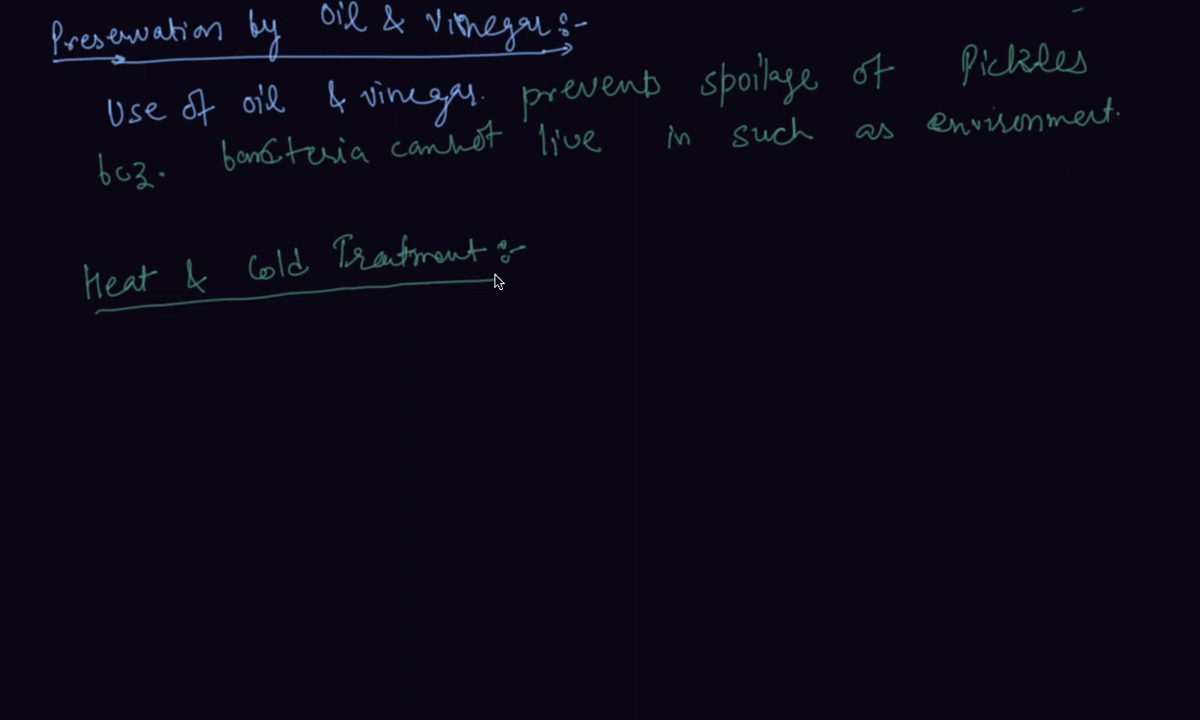 Preservation by Oil & Vinegar :-
Use of oil & vinegar. prevents spoilage of Pickles
bcz. bacteria cannot live in such as environment.
Heat & Cold Treatment :-